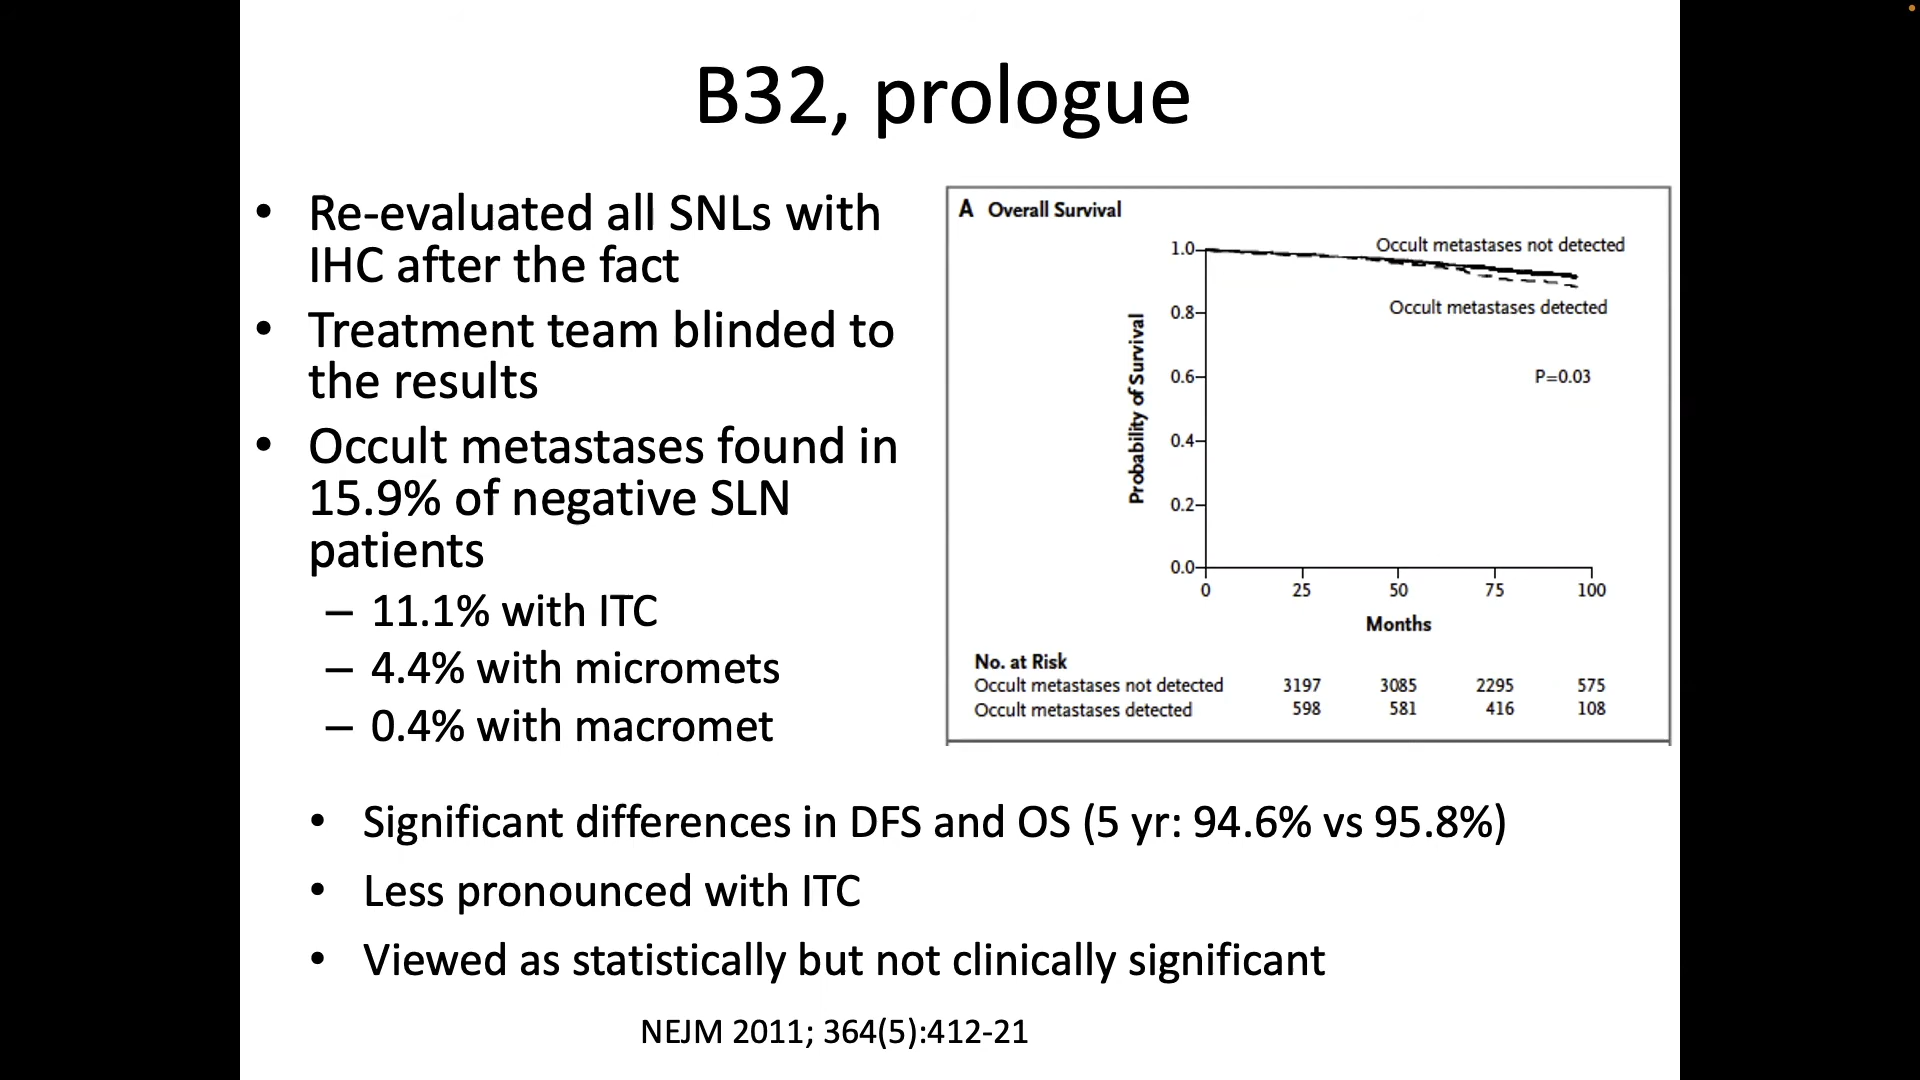 B32, prologue
• Re-evaluated all SNLs with
IHC after the fact
• Treatment team blinded to
the results
• Occult metastases found in
15.9% of negative SLN
patients
– 11.1% with ITC
– 4.4% with micromets
– 0.4% with macromet
A Overall Survival
Occult metastases not detected
Occult metastases detected
P=0.03
Probability of Survival
1.0
0.8
0.6
0.4
0.2
0.0
0 25 50 75 100
Months
No. at Risk
Occult metastases not detected 3197 3085 2295 575
Occult metastases detected 598 581 416 108
• Significant differences in DFS and OS (5 yr: 94.6% vs 95.8%)
• Less pronounced with ITC
• Viewed as statistically but not clinically significant
NEJM 2011; 364(5):412-21